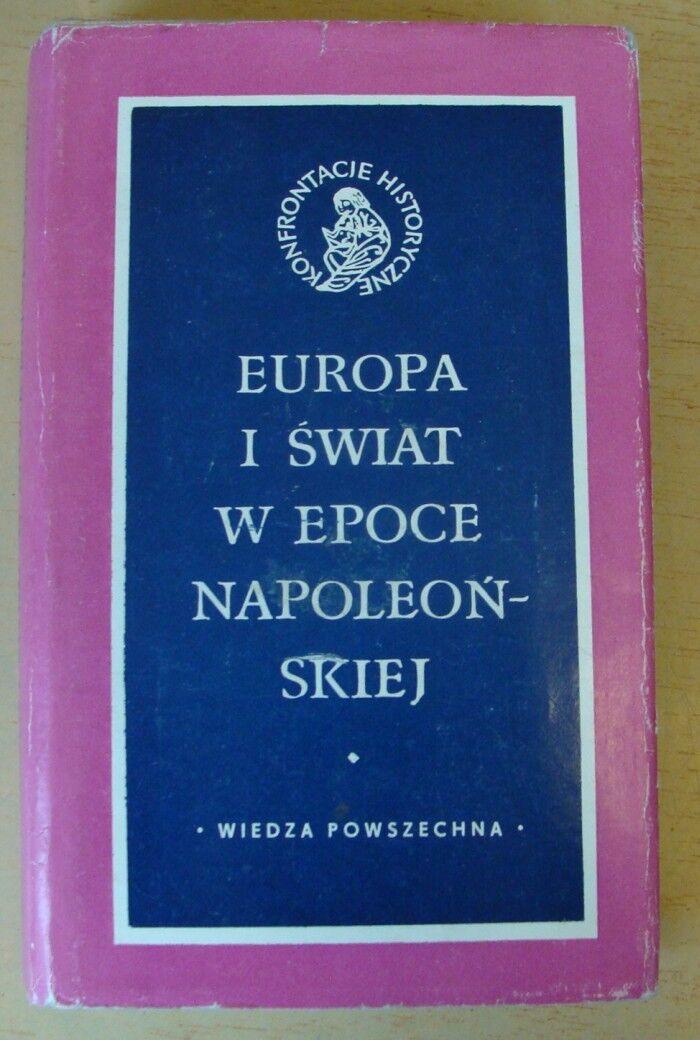 KONFRONTACJE HISTORYCZNE
EUROPA
I ŚWIAT
W EPOCE
NAPOLEOŃ-
SKIEJ
• WIEDZA POWSZECHNA •